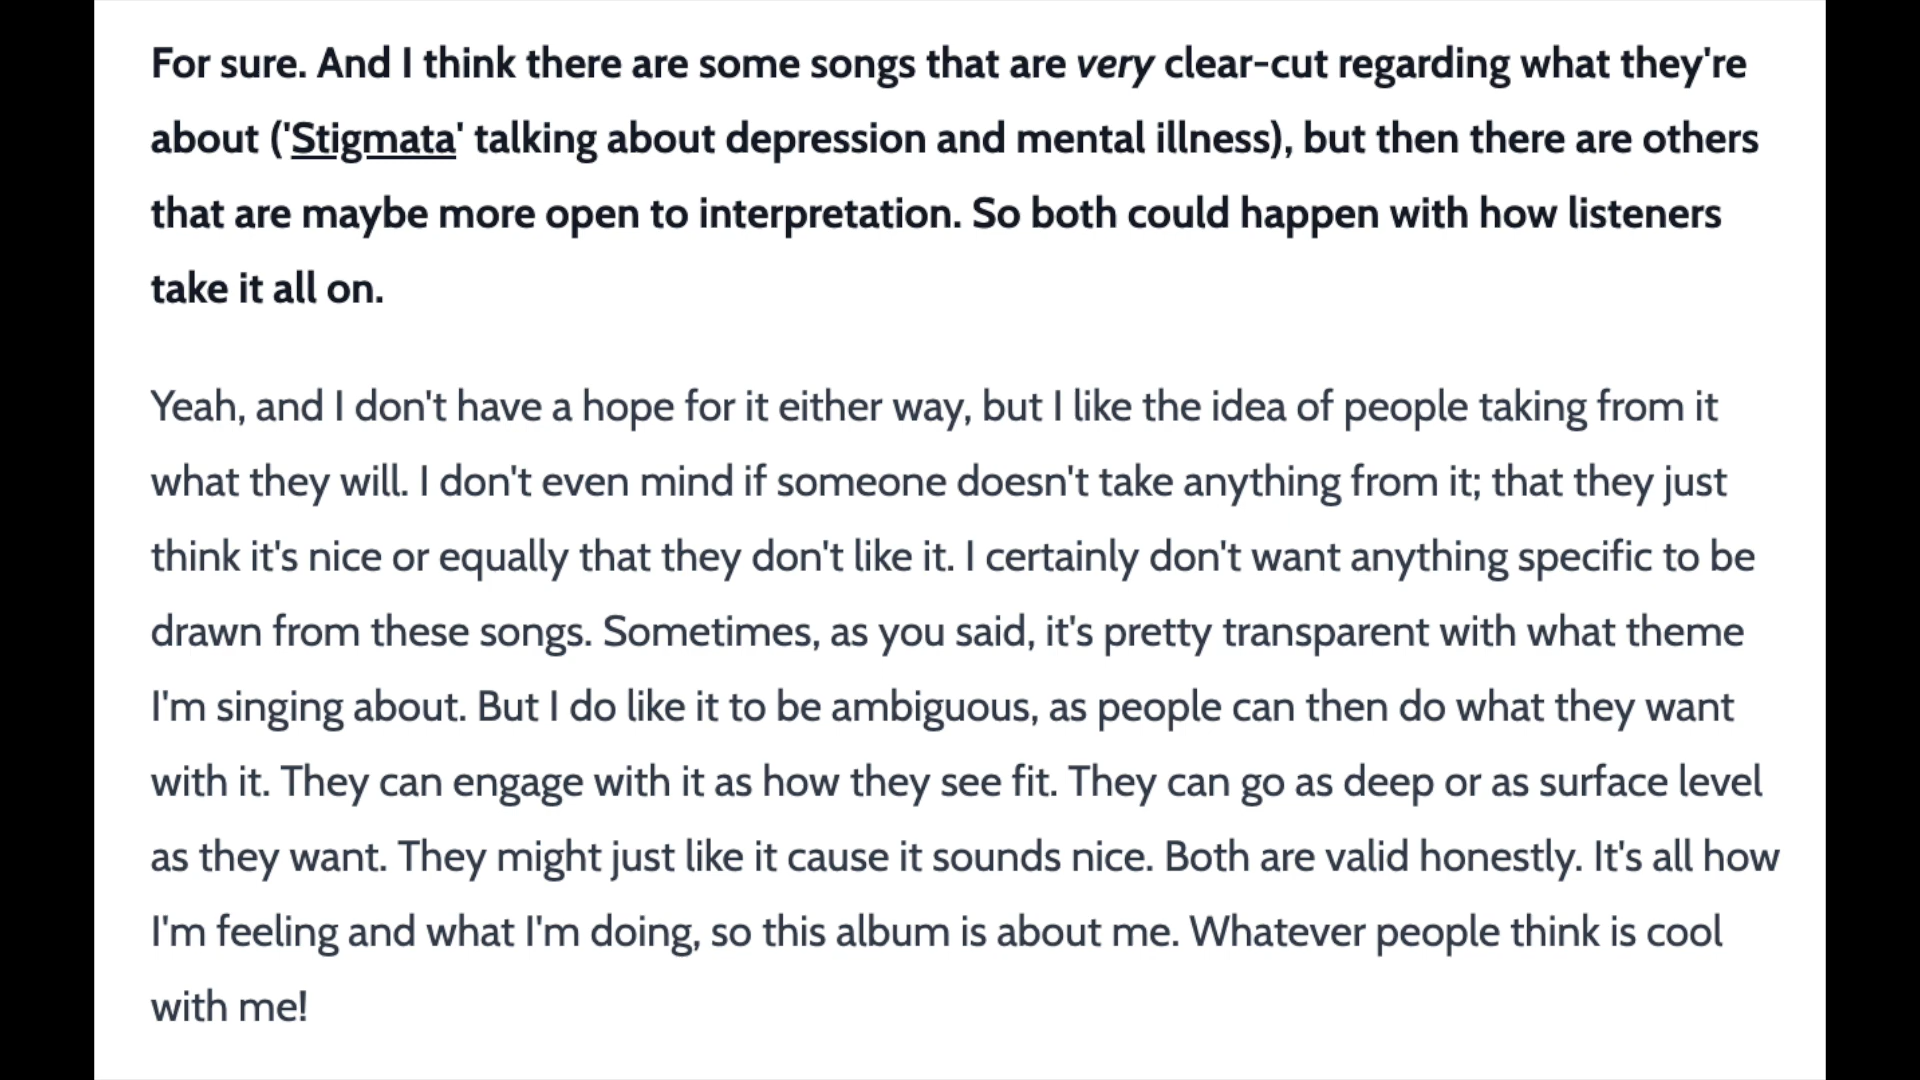 For sure. And I think there are some songs that are very clear-cut regarding what they're
about ('Stigmata' talking about depression and mental illness), but then there are others
that are maybe more open to interpretation. So both could happen with how listeners
take it all on.
Yeah, and I don't have a hope for it either way, but I like the idea of people taking from it
what they will. I don't even mind if someone doesn't take anything from it; that they just
think it's nice or equally that they don't like it. I certainly don't want anything specific to be
drawn from these songs. Sometimes, as you said, it's pretty transparent with what theme
I'm singing about. But I do like it to be ambiguous, as people can then do what they want
with it. They can engage with it as how they see fit. They can go as deep or as surface level
as they want. They might just like it cause it sounds nice. Both are valid honestly. It's all how
I'm feeling and what I'm doing, so this album is about me. Whatever people think is cool
with me!